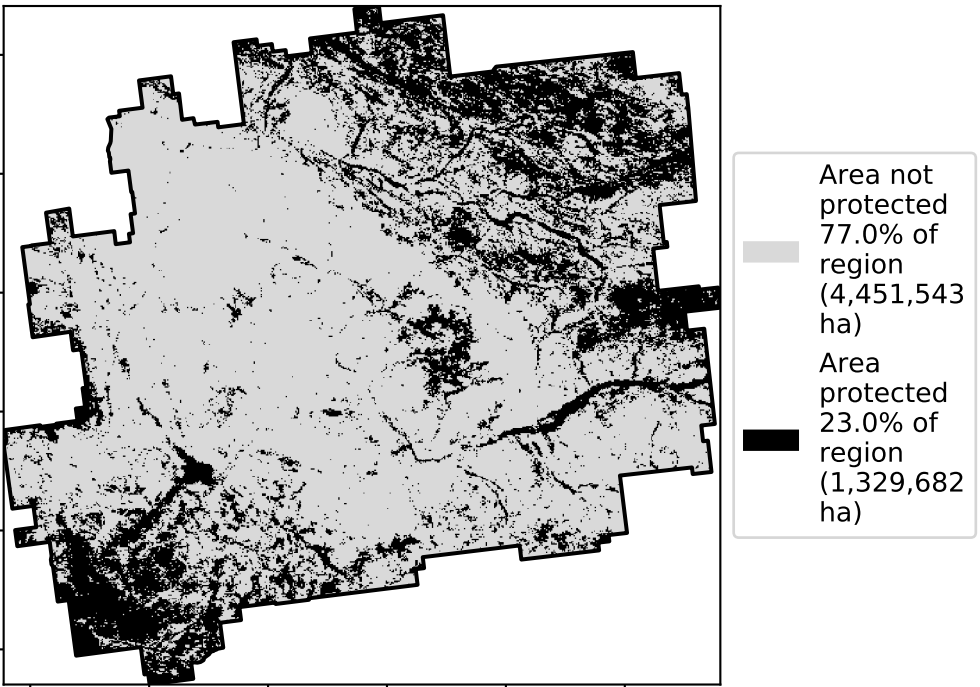 Area not
protected
77.0% of
region
(4,451,543
ha)
Area
protected
23.0% of
region
(1,329,682
ha)